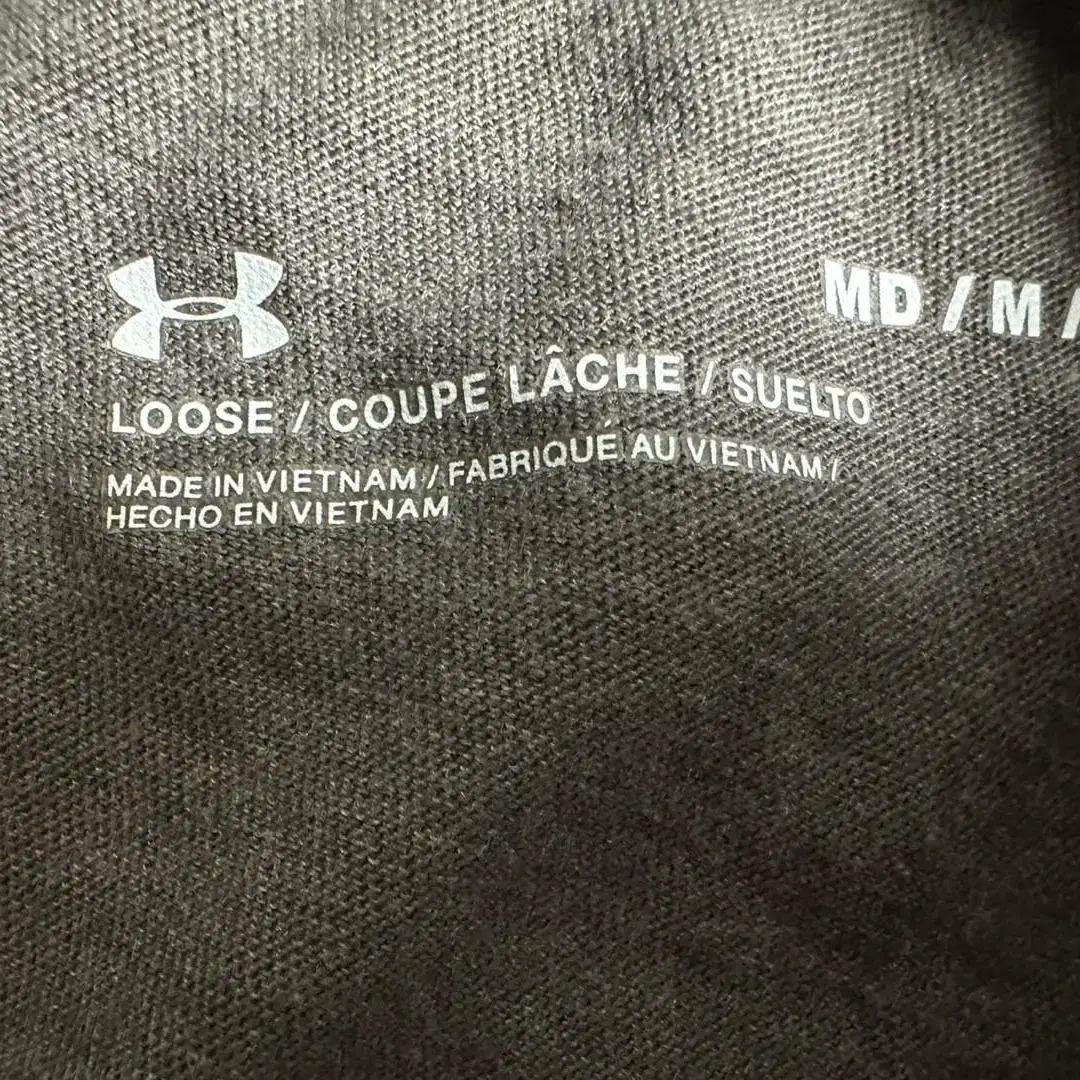 MD / M /
LOOSE / COUPE LÂCHE / SUELTO
MADE IN VIETNAM / FABRIQUÉ AU VIETNAM /
HECHO EN VIETNAM